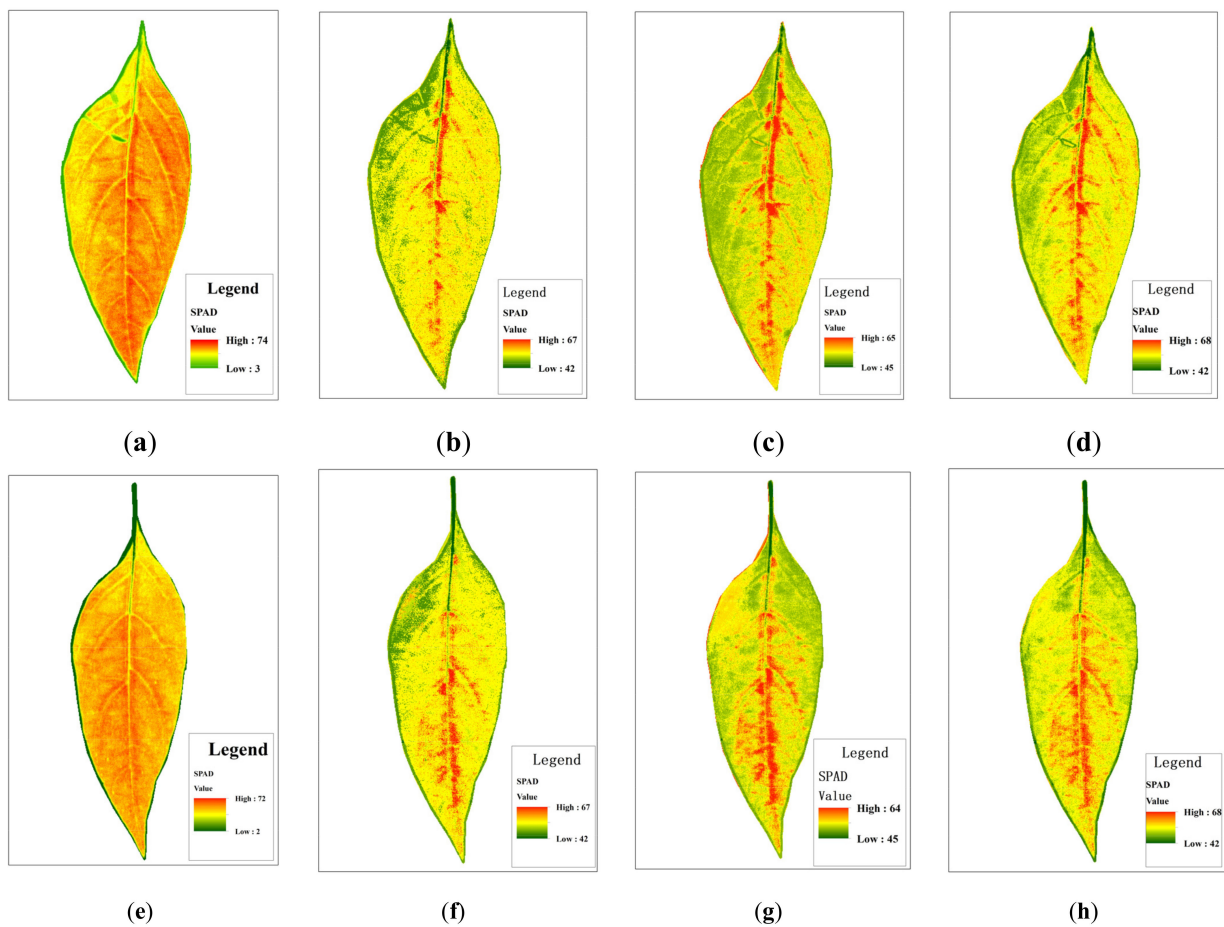 Legend
SPAD
Value
High : 74
Low : 3
(a)
Legend
SPAD
Value
High : 67
Low : 42
(b)
Legend
SPAD
Value
High : 65
Low : 45
(c)
Legend
SPAD
Value
High : 68
Low : 42
(d)
Legend
SPAD
Value
High : 72
Low : 2
(e)
Legend
SPAD
Value
High : 67
Low : 42
(f)
Legend
SPAD
Value
High : 64
Low : 45
(g)
Legend
SPAD
Value
High : 68
Low : 42
(h)